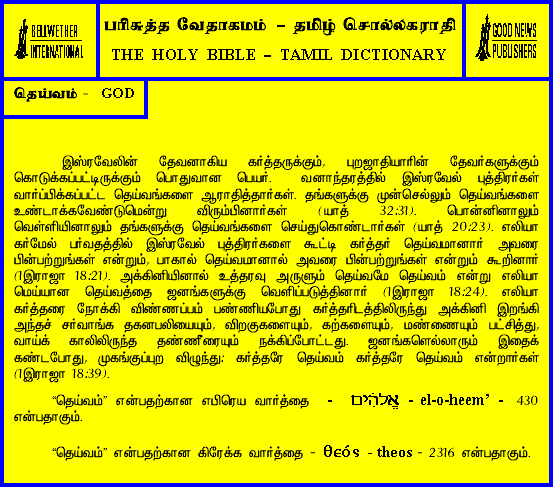 BELLWETHER
INTERNATIONAL
பரிசுத்த வேதாகமம் – தமிழ் சொல்லகராதி
THE HOLY BIBLE – TAMIL DICTIONARY
GOOD NEWS
PUBLISHERS
தெய்வம் - GOD
இஸ்ரவேலின் தேவனாகிய கர்த்தருக்கும், புறஜாதியாரின் தேவர்களுக்கும்
கொடுக்கப்பட்டிருக்கும் பொதுவான பெயர். வனாந்தரத்தில் இஸ்ரவேல் புத்திரர்கள்
வார்ப்பிக்கப்பட்ட தெய்வங்களை ஆராதித்தார்கள். தங்களுக்கு முன்செல்லும் தெய்வங்களை
உண்டாக்கவேண்டுமென்று விரும்பினார்கள் (யாத் 32:31). பொன்னினாலும்
வெள்ளியினாலும் தங்களுக்கு தெய்வங்களை செய்துகொண்டார்கள் (யாத் 20:23). எலியா
கர்மேல் பர்வதத்தில் இஸ்ரவேல் புத்திரர்களை கூட்டி கர்த்தர் தெய்வமானார் அவரை
பின்பற்றுங்கள் என்றும், பாகால் தெய்வமானால் அவரை பின்பற்றுங்கள் என்றும் கூறினார்
(1இராஜா 18:21). அக்கினியினால் உத்தரவு அருளும் தெய்வமே தெய்வம் என்று எலியா
மெய்யான தெய்வத்தை ஜனங்களுக்கு வெளிப்படுத்தினார் (1இராஜா 18:24). எலியா
கர்த்தரை நோக்கி விண்ணப்பம் பண்ணியபோது கர்த்தரிடத்திலிருந்து அக்கினி இறங்கி
அந்தச் சர்வாங்க தகனபலியையும், விறகுகளையும், கற்களையும், மண்ணையும் பட்சித்து,
வாய்க் காலிலிருந்த தண்ணீரையும் நக்கிப்போட்டது. ஜனங்களெல்லாரும் இதைக்
கண்டபோது, முகங்குப்புற விழுந்து: கர்த்தரே தெய்வம் கர்த்தரே தெய்வம் என்றார்கள்
(1இராஜா 18:39).
“தெய்வம்” என்பதற்கான எபிரெய வார்த்தை - אֱלֹהִים - el-o-heem’ - 430
என்பதாகும்.
“தெய்வம்” என்பதற்கான கிரேக்க வார்த்தை - θεός - theos - 2316 என்பதாகும்.